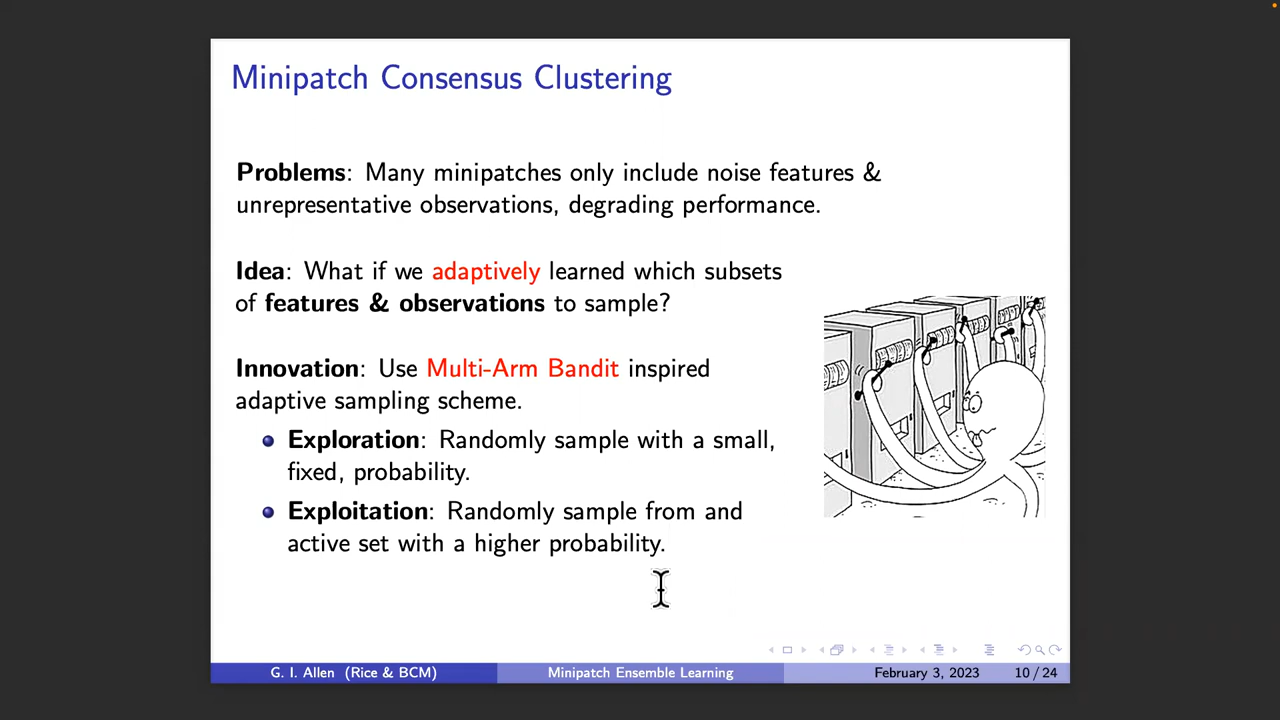 Minipatch Consensus Clustering
Problems: Many minipatches only include noise features &
unrepresentative observations, degrading performance.
Idea: What if we adaptively learned which subsets
of features & observations to sample?
Innovation: Use Multi-Arm Bandit inspired
adaptive sampling scheme.
Exploration: Randomly sample with a small,
fixed, probability.
Exploitation: Randomly sample from and
active set with a higher probability.
G. I. Allen (Rice & BCM)
Minipatch Ensemble Learning
February 3, 2023
10 / 24